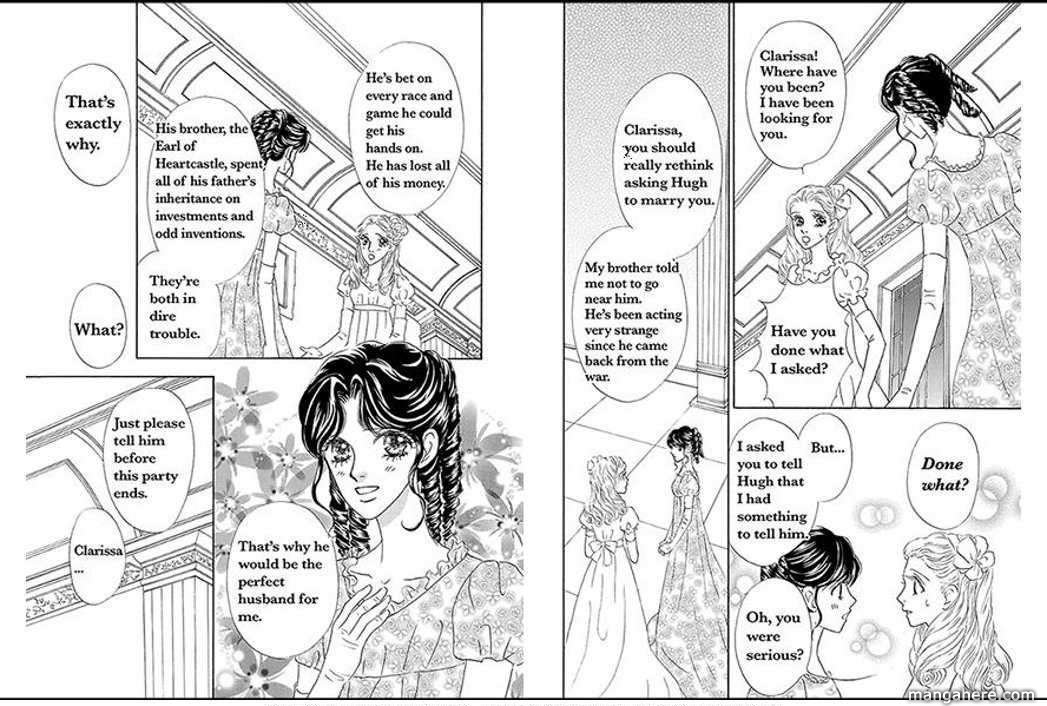 Clarissa!
Where have
you been?
I have been
looking for
you.
Have you
done what
I asked?
Done
what?
But...
I asked
you to tell
Hugh that
I had
something
to tell him.
Oh, you
were
serious?
Clarissa,
you should
really rethink
asking Hugh
to marry you.
My brother told
me not to go
near him.
He's been acting
very strange
since he came
back from the
war.
He's bet on
every race and
game he could
get his
hands on.
He has lost all
of his money.
His brother, the
Earl of
Heartcastle, spent
all of his father's
inheritance on
investments and
odd inventions.
They're
both in
dire
trouble.
That's
exactly
why.
What?
That's why he
would be the
perfect
husband for
me.
Just please
tell him
before
this party
ends.
Clarissa
...
mangahere.com